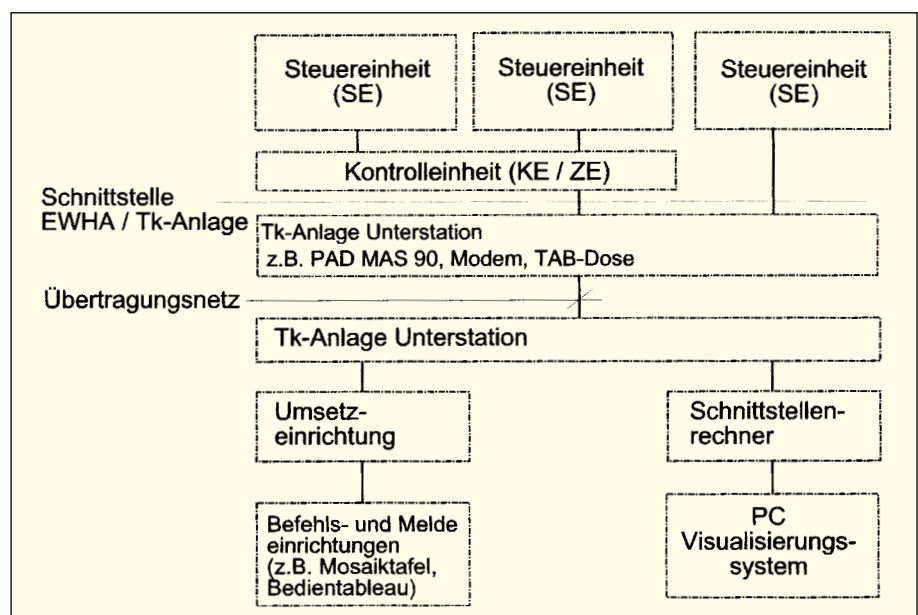 Steuereinheit
(SE)
Steuereinheit
(SE)
Steuereinheit
(SE)
Kontrolleinheit (KE / ZE)
Schnittstelle
EWHA / Tk-Anlage
Tk-Anlage Unterstation
z.B. PAD MAS 90, Modem, TAB-Dose
Übertragungsnetz
Tk-Anlage Unterstation
Umsetz-
einrichtung
Schnittstellen-
rechner
Befehls- und Melde
einrichtungen
(z.B. Mosaiktafel,
Bedientableau)
PC
Visualisierungs-
system